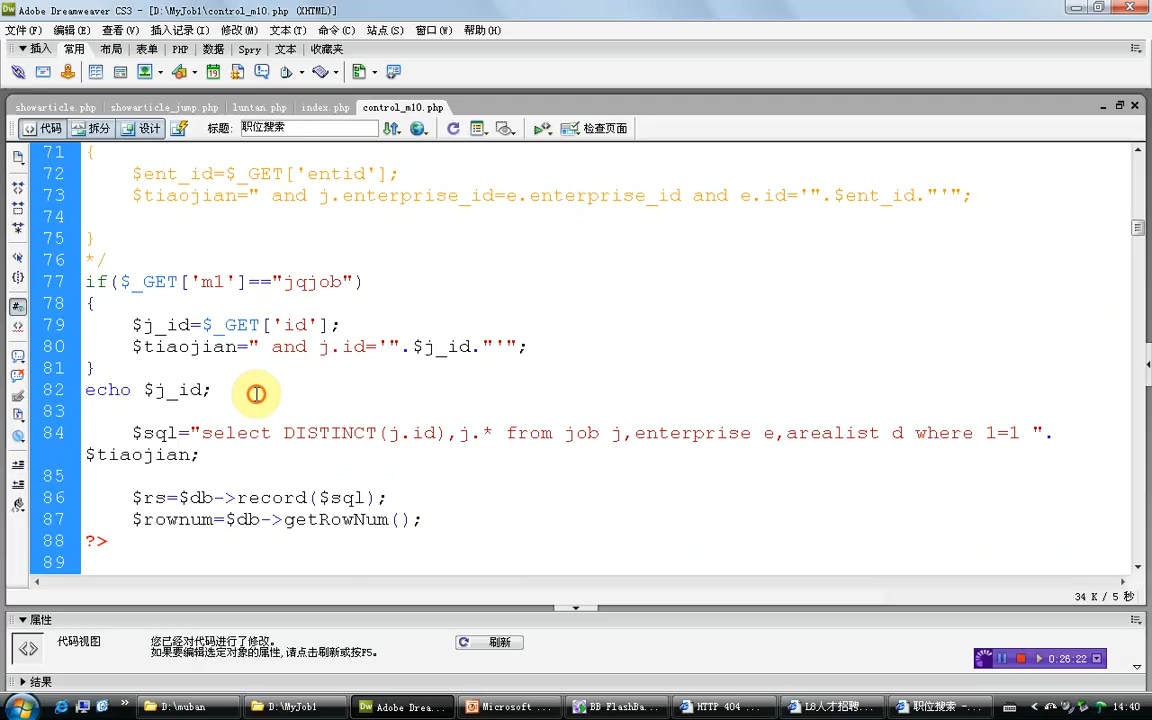 Adobe Dreamweaver CS3 - [D:\MyJob1\control_m10.php (XHTML)]
文件(F) 编辑(E) 查看(V) 插入记录(I) 修改(M) 文本(T) 命令(C) 站点(S) 窗口(W) 帮助(H)
▼ 插入 常用 布局 表单 PHP 数据 Spry 文本 收藏夹
showarticle.php showarticle_jump.php luntan.php index.php control_m10.php
代码 拆分 设计 标题: 职位搜索 检查页面
71 {
72 $ent_id=$_GET['entid'];
73 $tiaojian=" and j.enterprise_id=e.enterprise_id and e.id='".$ent_id."'";
74
75 }
76 */
77 if($_GET['m1']=="jqjob")
78 {
79 $j_id=$_GET['id'];
80 $tiaojian=" and j.id='".$j_id."'";
81 }
82 echo $j_id;
83
84 $sql="select DISTINCT(j.id),j.* from job j,enterprise e,arealist d where 1=1 ".
$tiaojian;
85
86 $rs=$db->record($sql);
87 $rownum=$db->getRowNum();
88 ?>
89
34 K / 5 秒
▼ 属性
代码视图 您已经对代码进行了修改。 刷新
如果要编辑选定对象的属性,请点击刷新或按F5。
0:26:22
▶ 结果
D:\muban D:\MyJob1 Adobe Drea... Microsoft ... BB FlashBa... HTTP 404 ... L6人才招聘... 职位搜索 -... 14:40